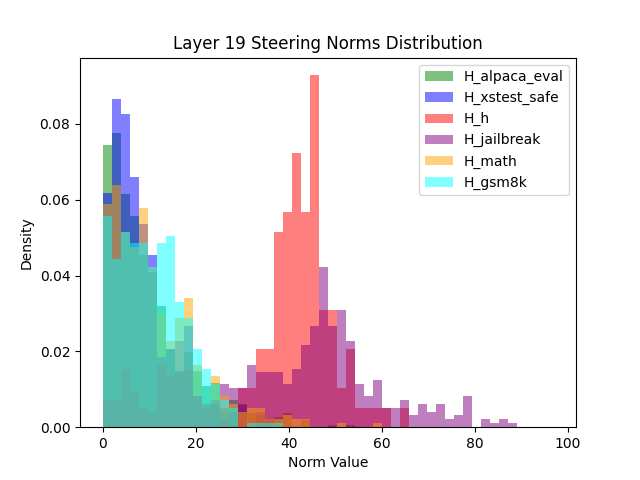 Layer 19 Steering Norms Distribution
H_alpaca_eval
H_xstest_safe
H_h
H_jailbreak
H_math
H_gsm8k
Density
0.08
0.06
0.04
0.02
0.00
0
20
40
60
80
100
Norm Value